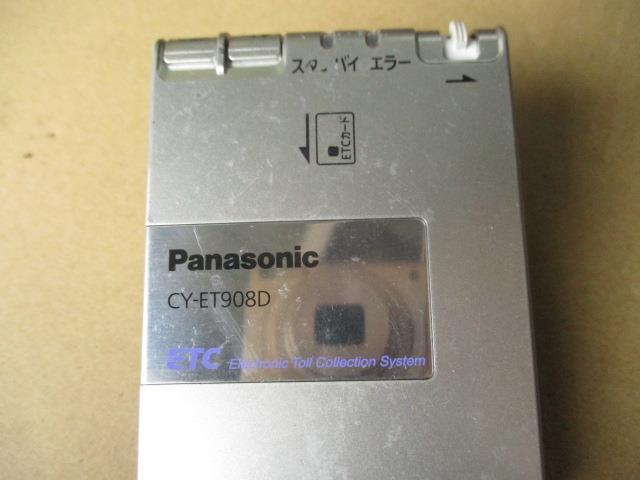 スタンバイ エラー
ETCカード
Panasonic
CY-ET908D
ETC Electronic Toll Collection System